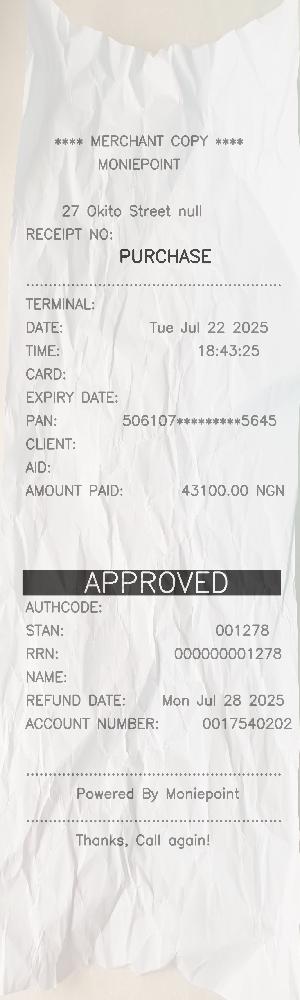 **** MERCHANT COPY ****
MONIEPOINT
27 Okito Street null
RECEIPT NO:
PURCHASE
TERMINAL:
DATE: Tue Jul 22 2025
TIME: 18:43:25
CARD:
EXPIRY DATE:
PAN: 506107*********5645
CLIENT:
AID:
AMOUNT PAID: 43100.00 NGN
APPROVED
AUTHCODE:
STAN: 001278
RRN: 000000001278
NAME:
REFUND DATE: Mon Jul 28 2025
ACCOUNT NUMBER: 0017540202
Powered By Moniepoint
Thanks, Call again!